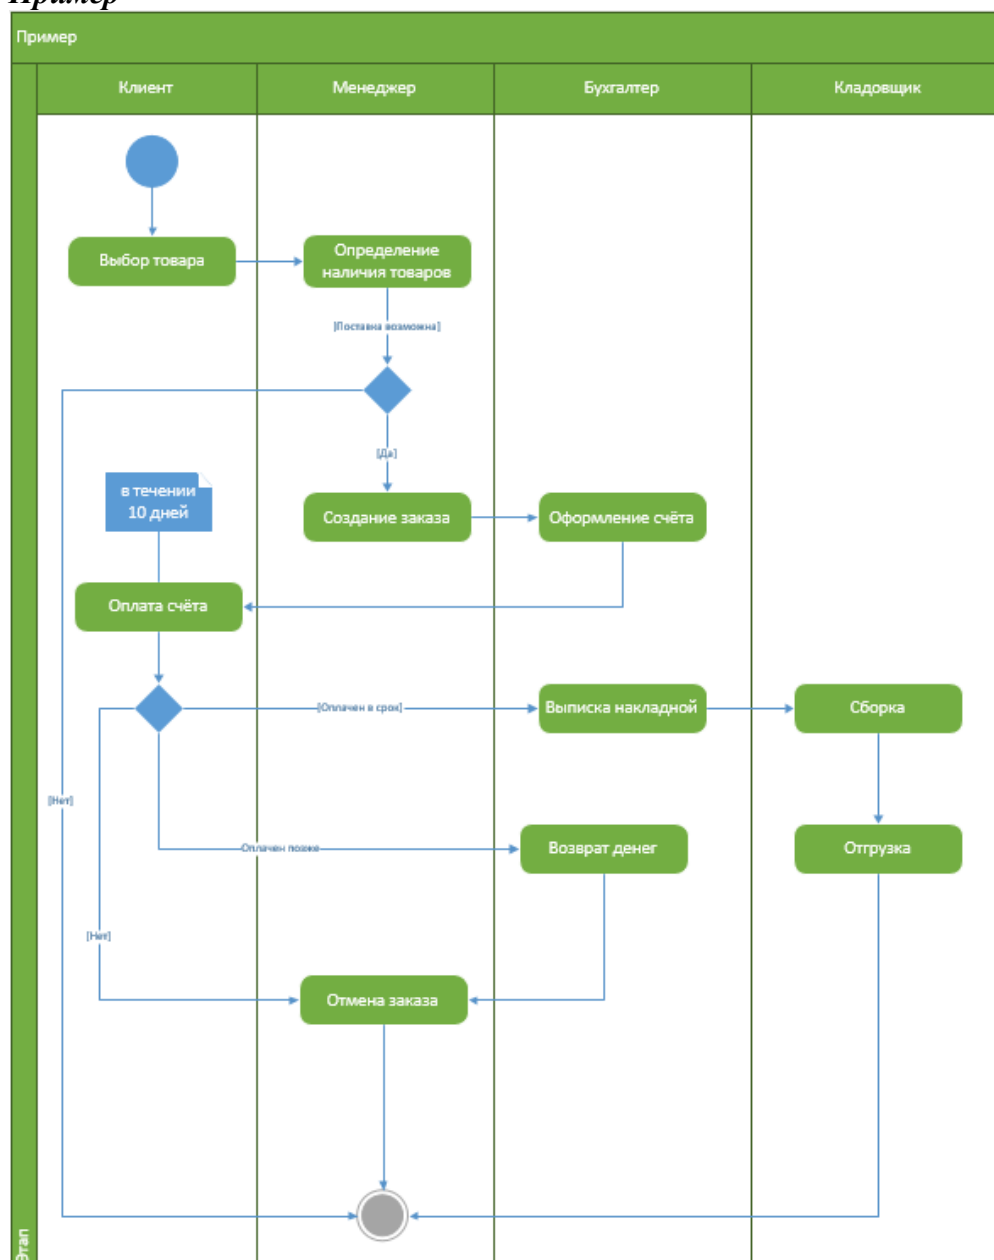 Пример
Пример
Клиент
Менеджер
Бухгалтер
Кладовщик
Выбор товара
Определение
наличия товаров
[Поставка возможна]
[Да]
в течении
10 дней
Создание заказа
Оформление счёта
Оплата счёта
[Оплачен в срок]
Выписка накладной
Сборка
[Нет]
Оплачен позже
Возврат денег
Отгрузка
[Нет]
Отмена заказа
Этап